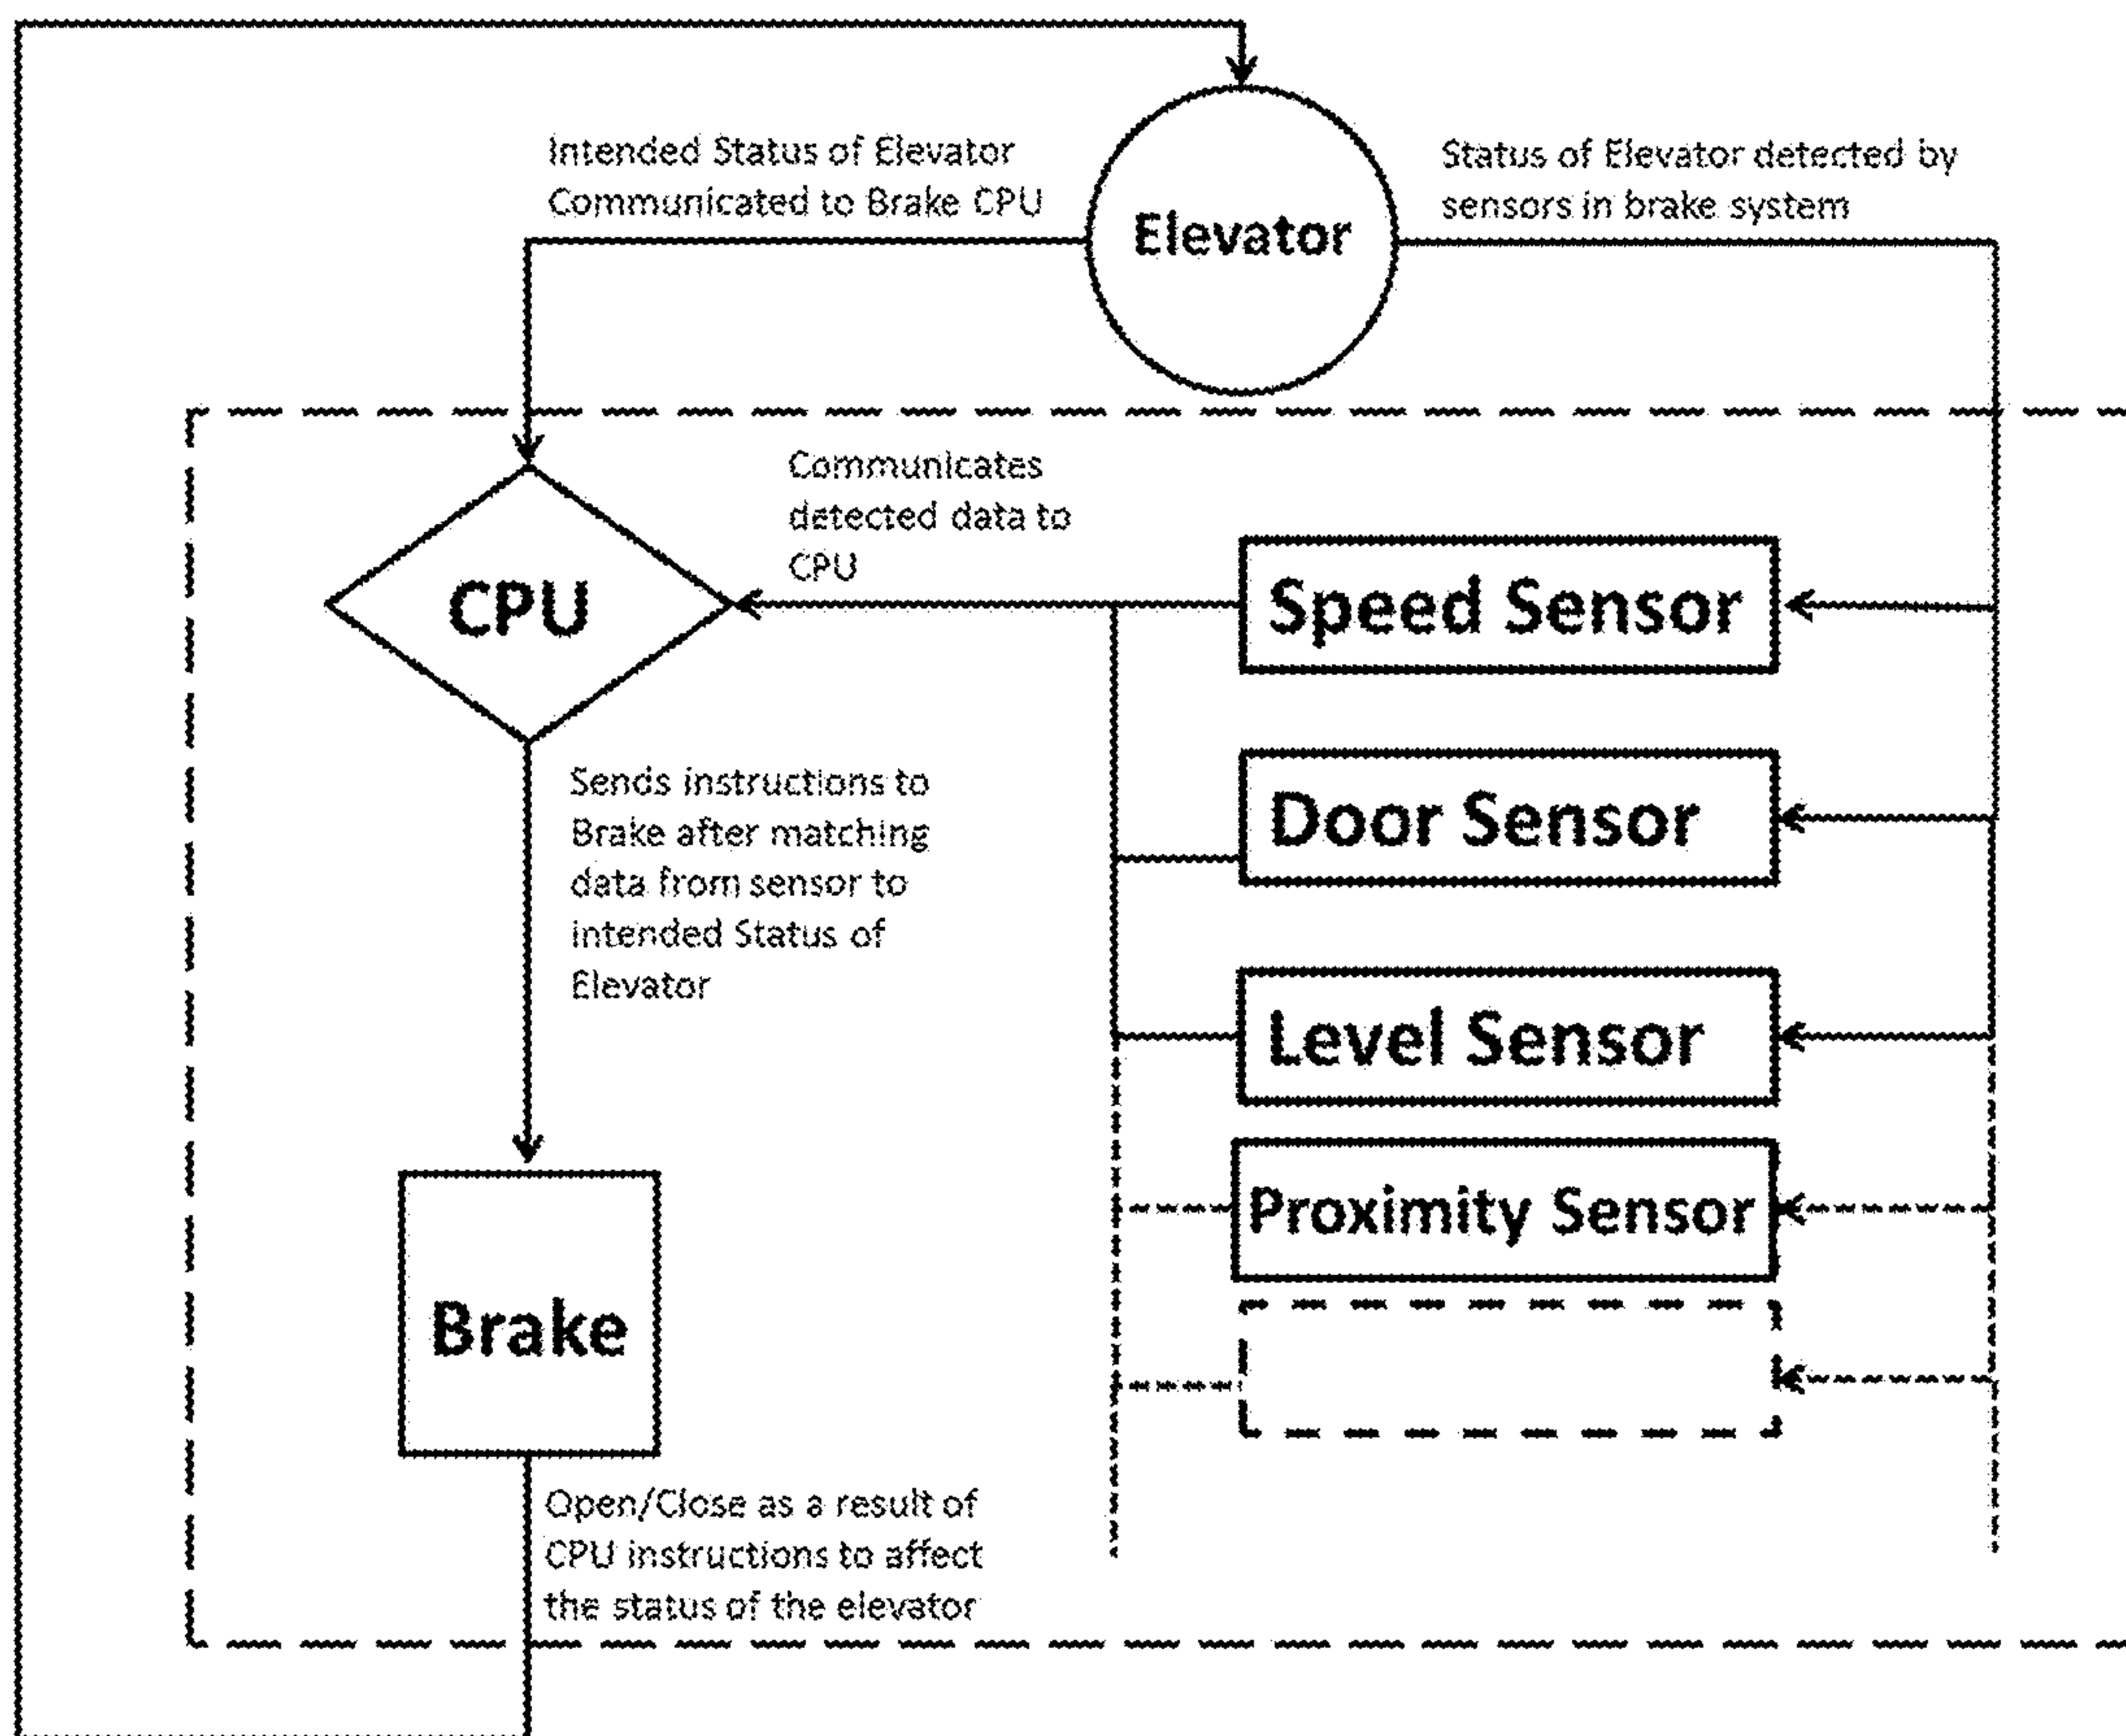 Intended Status of Elevator
Communicated to Brake CPU
Elevator
Status of Elevator detected by
sensors in brake system
Communicates
detected data to
CPU
CPU
Speed Sensor
Sends instructions to
Brake after matching
data from sensor to
intended Status of
Elevator
Door Sensor
Level Sensor
Proximity Sensor
Brake
Open/Close as a result of
CPU instructions to affect
the status of the elevator